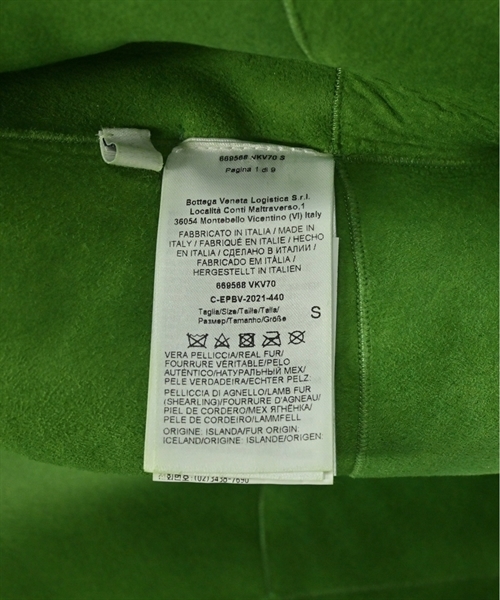 669568 VKV70 S
Pagina 1 di 9
Bottega Veneta Logistica S.r.l.
Località Conti Maltraverso,1
36054 Montebello Vicentino (VI) Italy
FABBRICATO IN ITALIA / MADE IN
ITALY / FABRIQUÉ EN ITALIE / HECHO
EN ITALIA / СДЕЛАНО В ИТАЛИИ /
FABRICADO EM ITÁLIA /
HERGESTELLT IN ITALIEN
669568 VKV70
C-EPBV-2021-440
Taglia/Size/Taille/Talla/
Размер/Tamanho/Größe
S
VERA PELLICCIA/REAL FUR/
FOURRURE VÉRITABLE/PELO
AUTÉNTICO/НАТУРАЛЬНЫЙ МЕХ/
PELE VERDADEIRA/ECHTER PELZ:
PELLICCIA DI AGNELLO/LAMB FUR
(SHEARLING)/FOURRURE D'AGNEAU/
PIEL DE CORDERO/МЕХ ЯГНЁНКА/
PELE DE CORDEIRO/LAMMFELL
ORIGINE: ISLANDA/FUR ORIGIN:
ICELAND/ORIGINE: ISLANDE/ORIGEN